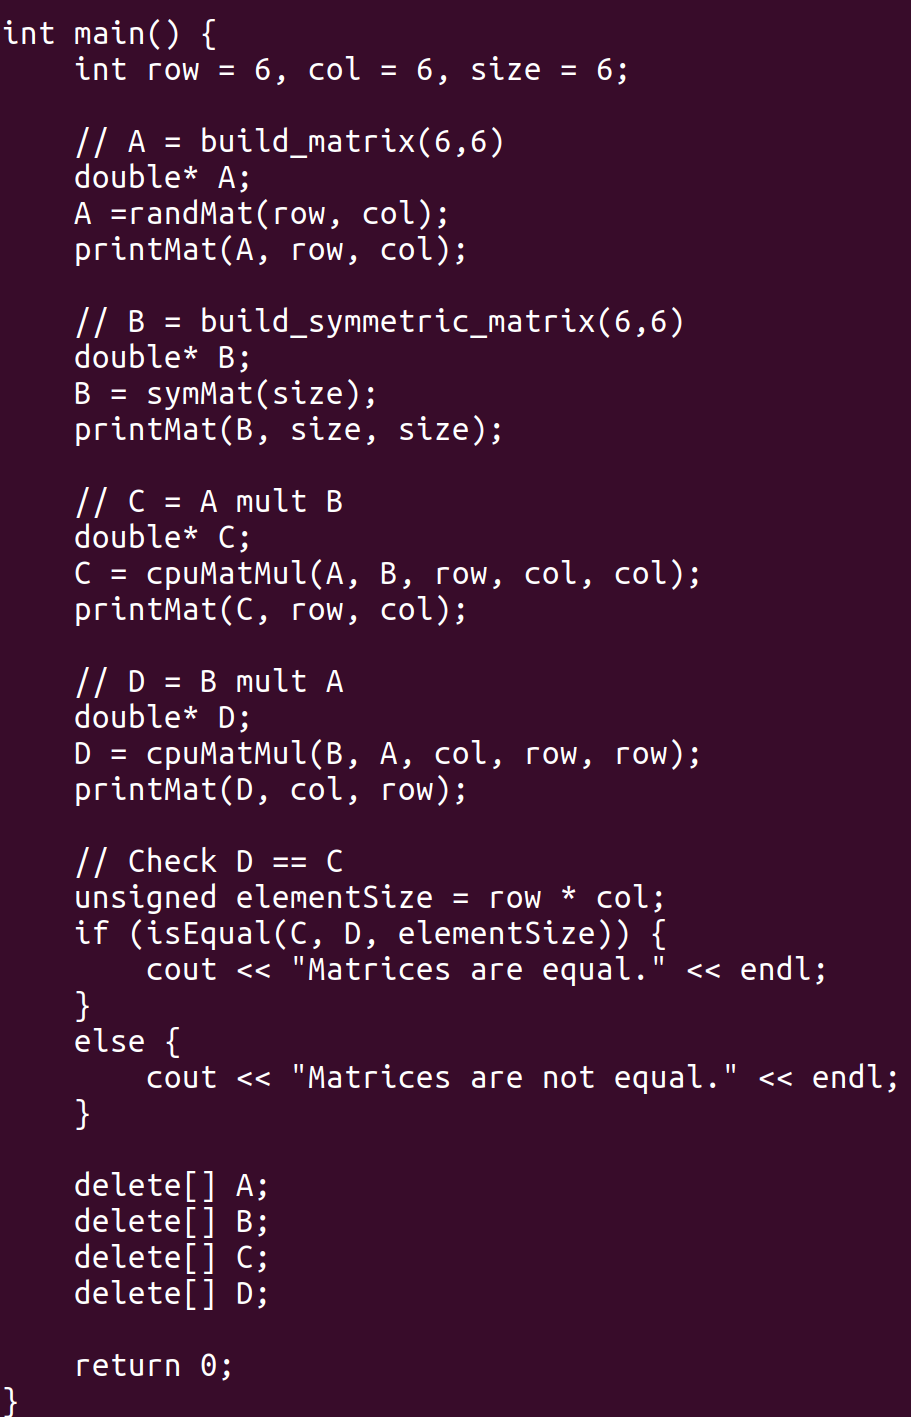 int main() {
    int row = 6, col = 6, size = 6;

    // A = build_matrix(6,6)
    double* A;
    A =randMat(row, col);
    printMat(A, row, col);

    // B = build_symmetric_matrix(6,6)
    double* B;
    B = symMat(size);
    printMat(B, size, size);

    // C = A mult B
    double* C;
    C = cpuMatMul(A, B, row, col, col);
    printMat(C, row, col);

    // D = B mult A
    double* D;
    D = cpuMatMul(B, A, col, row, row);
    printMat(D, col, row);

    // Check D == C
    unsigned elementSize = row * col;
    if (isEqual(C, D, elementSize)) {
        cout << "Matrices are equal." << endl;
    }
    else {
        cout << "Matrices are not equal." << endl;
    }

    delete[] A;
    delete[] B;
    delete[] C;
    delete[] D;

    return 0;
}